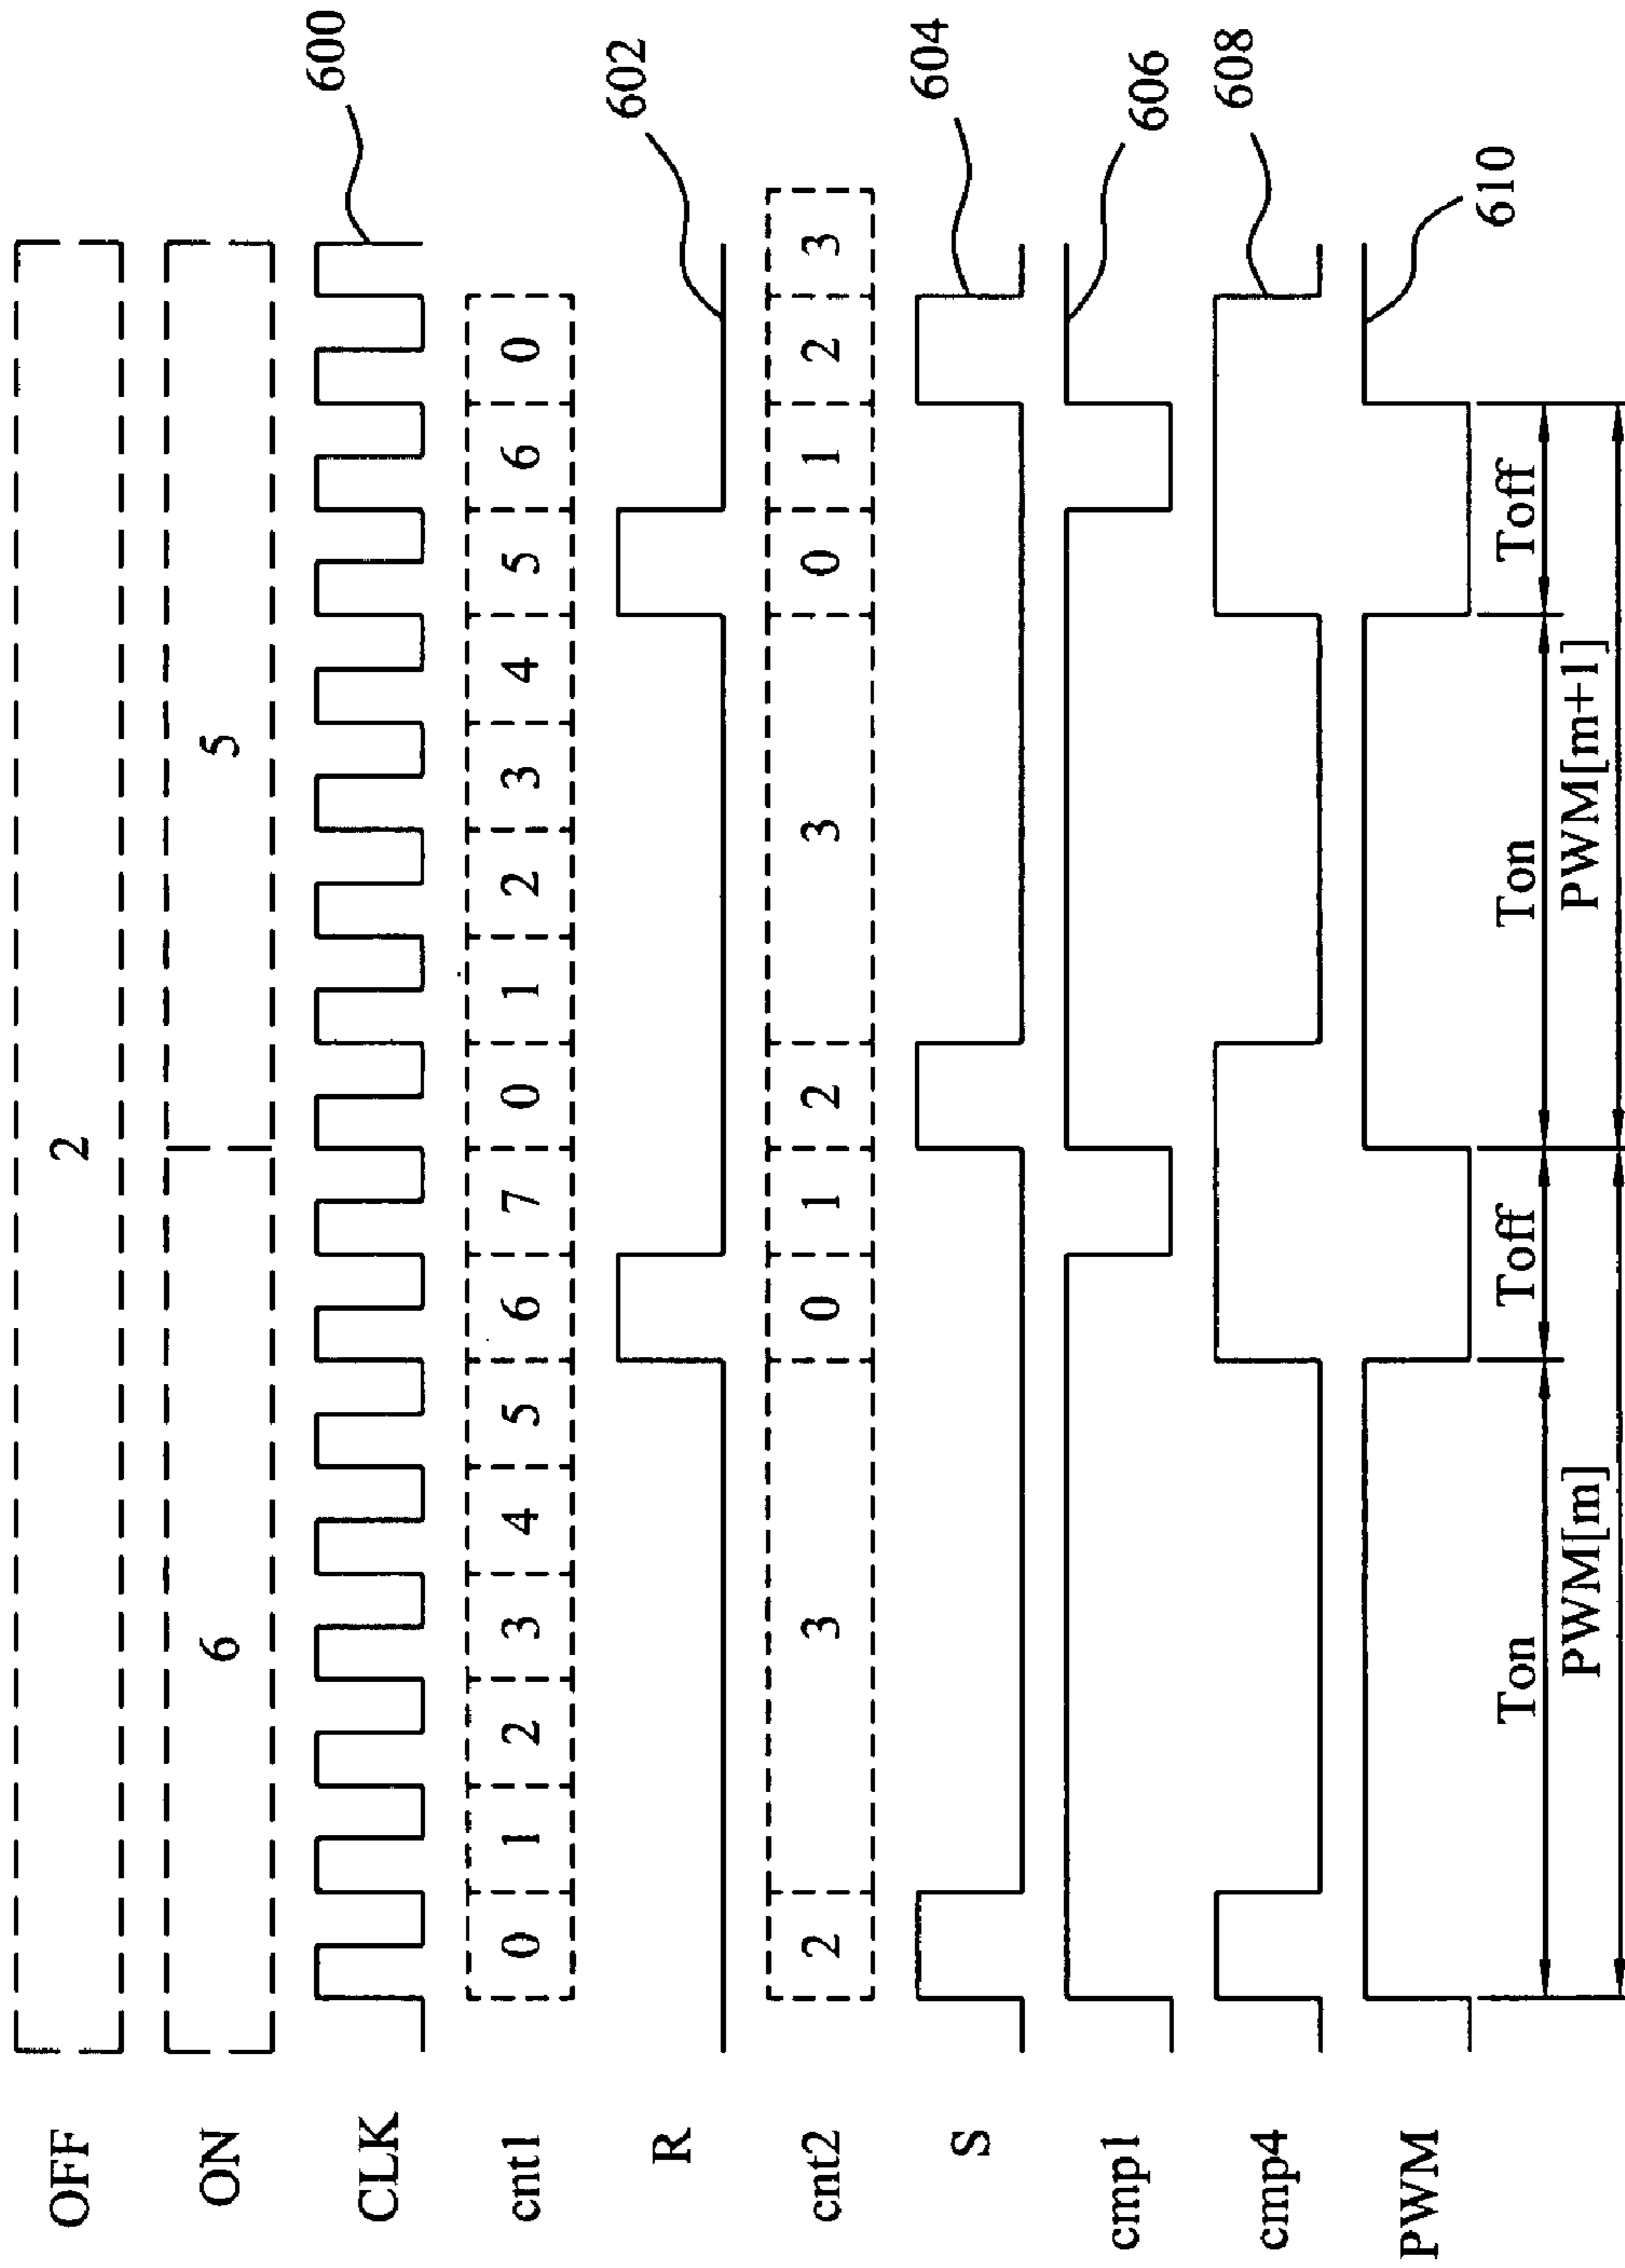 OFF 2
ON 6 5
CLK 600
cnt1 0 1 2 3 4 5 6 7 0 1 2 3 4 5 6 0
R 602
cnt2 2 3 0 1 2 3 0 1 2 3
S 604
cmp1 606
cmp4 608
PWM 610
Ton Toff Ton Toff
PWM[m] PWM[m+1]